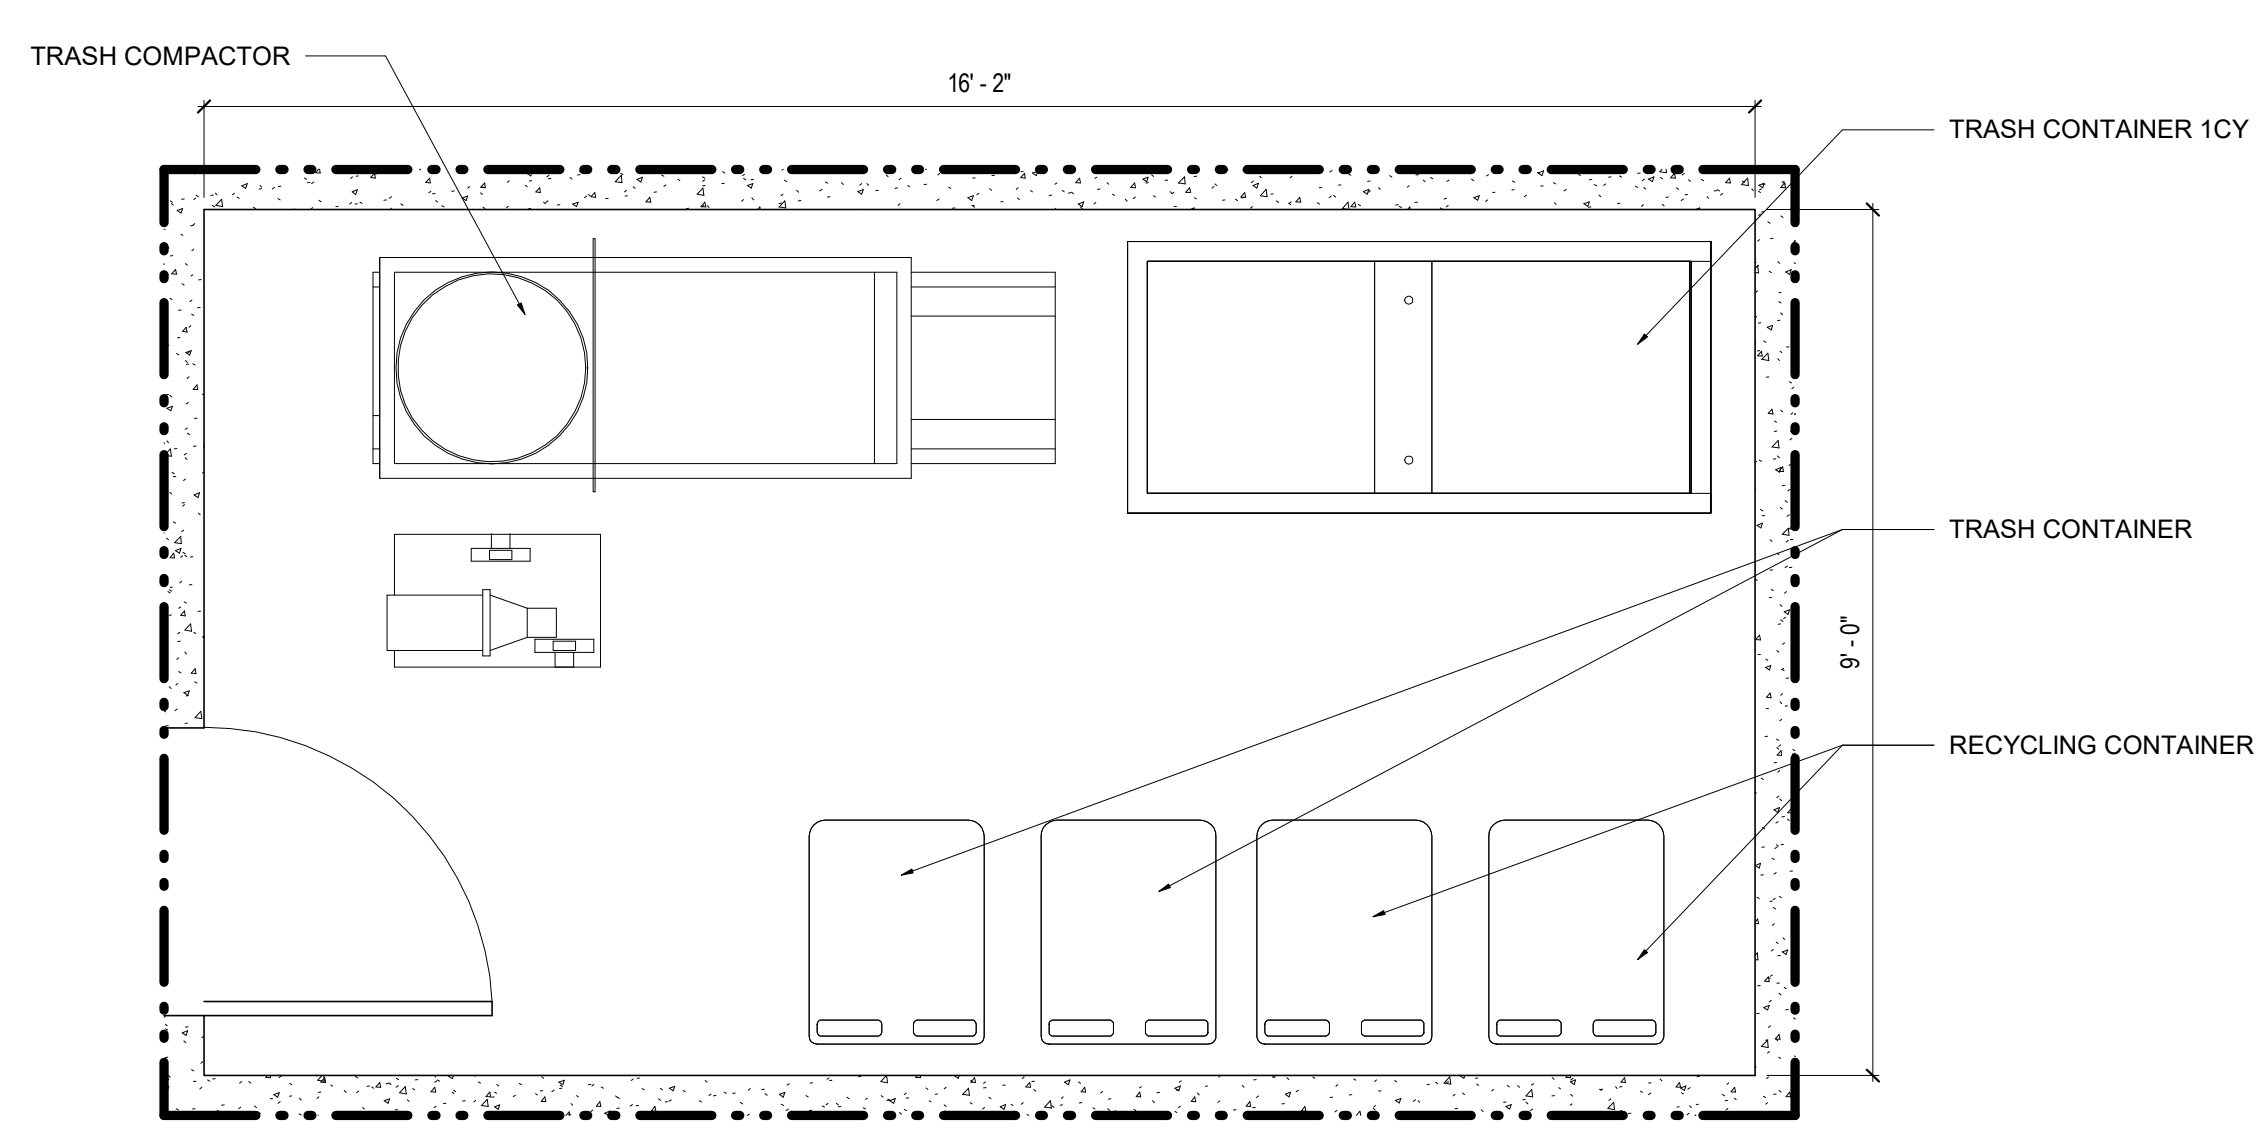 TRASH COMPACTOR
16' - 2"
TRASH CONTAINER 1CY
TRASH CONTAINER
9' - 0"
RECYCLING CONTAINER